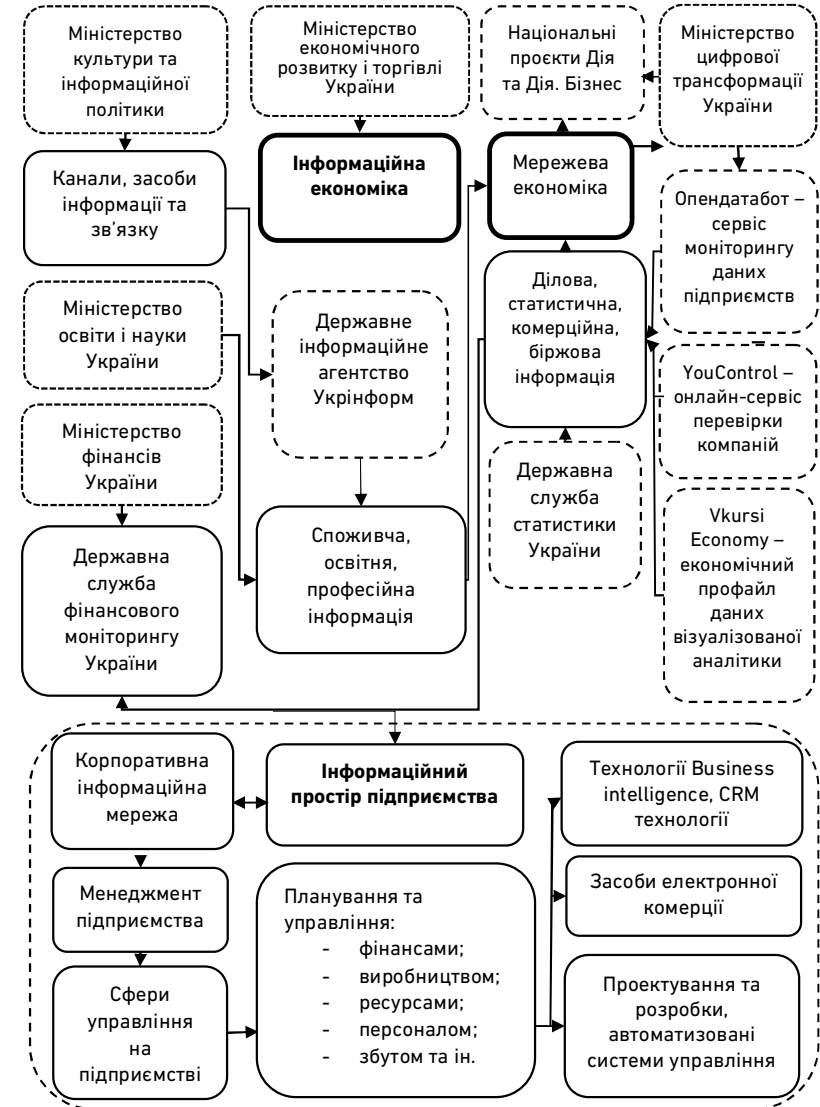 Міністерство
культури та
інформаційної
політики
Міністерство
економічного
розвитку і торгівлі
України
Національні
проєкти Дія
та Дія. Бізнес
Міністерство
цифрової
трансформації
України
Канали, засоби
інформації та
зв’язку
Інформаційна
економіка
Мережева
економіка
Опендатабот –
сервіс
моніторингу
даних
підприємств
Міністерство
освіти і науки
України
Державне
інформаційне
агентство
Укрінформ
Ділова,
статистична,
комерційна,
біржова
інформація
YouControl –
онлайн-сервіс
перевірки
компаній
Міністерство
фінансів
України
Державна
служба
статистики
України
Державна
служба
фінансового
моніторингу
України
Споживча,
освітня,
професійна
інформація
Vkursi
Economy –
економічний
профайл
даних
візуалізованої
аналітики
Корпоративна
інформаційна
мережа
Інформаційний
простір підприємства
Технології Business
intelligence, CRM
технології
Менеджмент
підприємства
Планування та
управління:
- фінансами;
- виробництвом;
- ресурсами;
- персоналом;
- збутом та ін.
Засоби електронної
комерції
Сфери
управління
на
підприємстві
Проектування та
розробки,
автоматизовані
системи управління